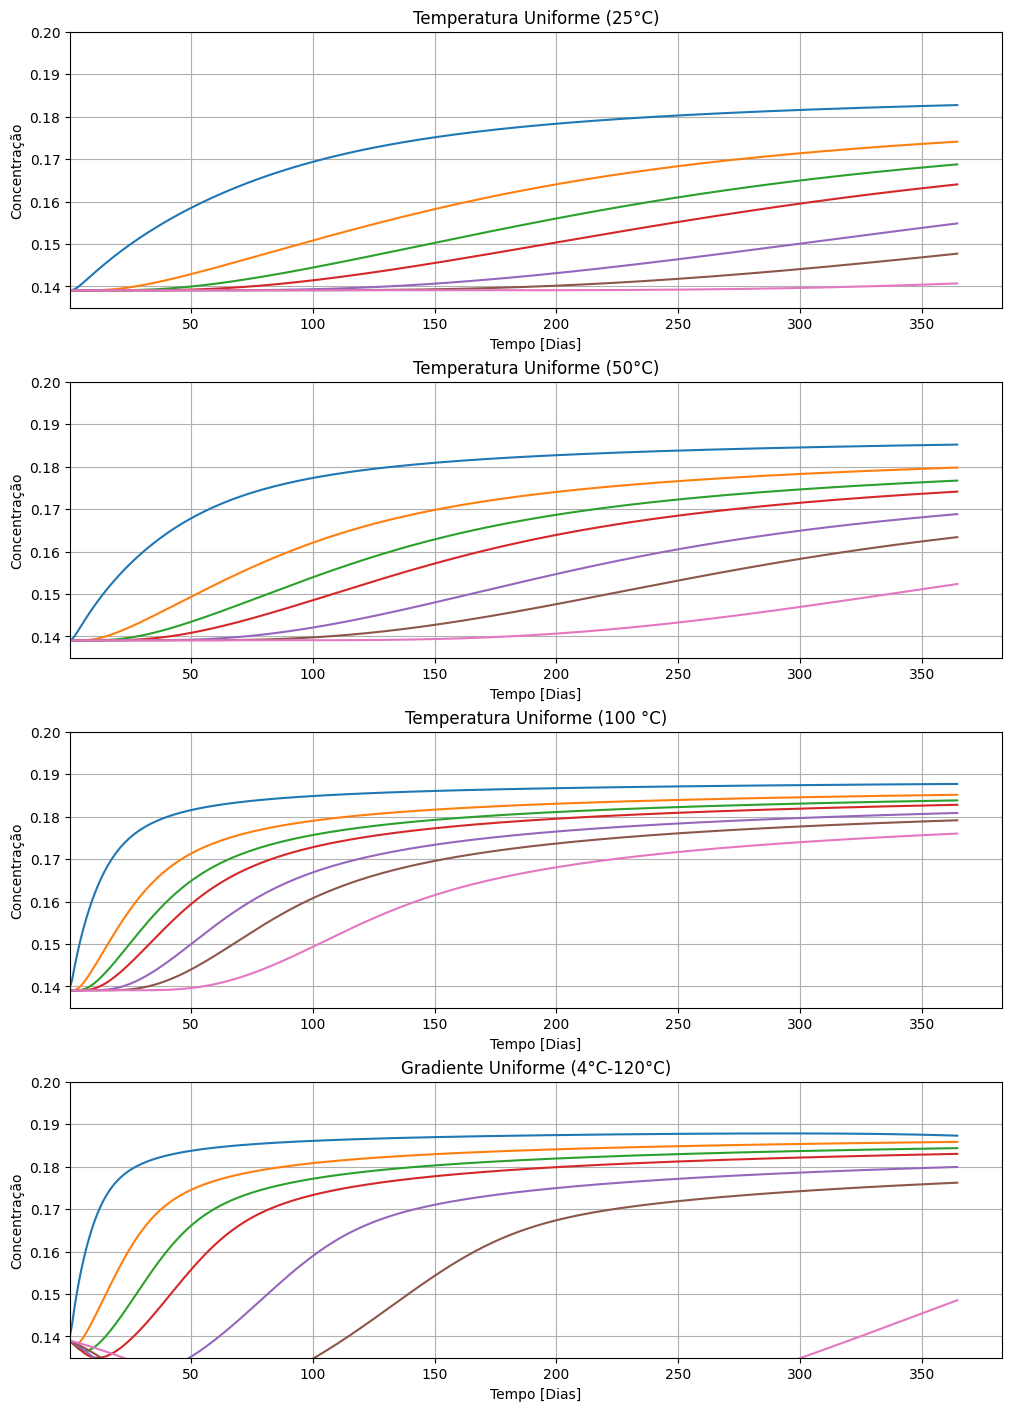 Temperatura Uniforme (25°C)
0.20
0.19
0.18
0.17
0.16
0.15
0.14
Concentração
50 100 150 200 250 300 350
Tempo [Dias]
Temperatura Uniforme (50°C)
0.20
0.19
0.18
0.17
0.16
0.15
0.14
Concentração
50 100 150 200 250 300 350
Tempo [Dias]
Temperatura Uniforme (100 °C)
0.20
0.19
0.18
0.17
0.16
0.15
0.14
Concentração
50 100 150 200 250 300 350
Tempo [Dias]
Gradiente Uniforme (4°C-120°C)
0.20
0.19
0.18
0.17
0.16
0.15
0.14
Concentração
50 100 150 200 250 300 350
Tempo [Dias]